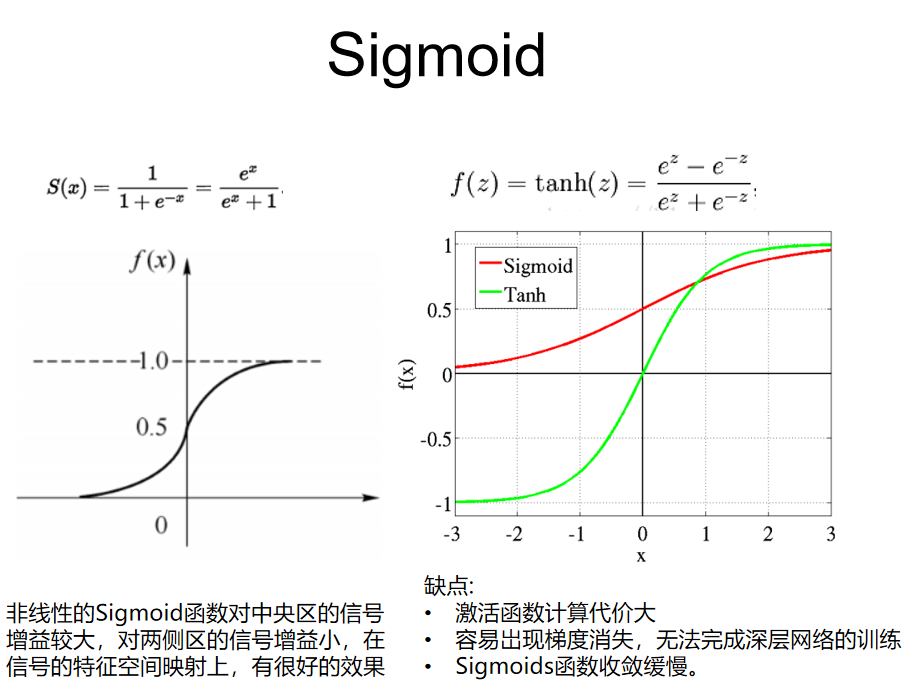 Sigmoid
S(x) = 1 / (1 + e^{-x}) = e^x / (e^x + 1).
f(x)
1.0
0.5
0
非线性的Sigmoid函数对中央区的信号
增益较大，对两侧区的信号增益小，在
信号的特征空间映射上，有很好的效果
f(z) = tanh(z) = (e^z − e^{−z}) / (e^z + e^{−z})
Sigmoid
Tanh
1
0.5
0
-0.5
-1
f(x)
-3 -2 -1 0 1 2 3
x
缺点:
• 激活函数计算代价大
• 容易出现梯度消失，无法完成深层网络的训练
• Sigmoids函数收敛缓慢。